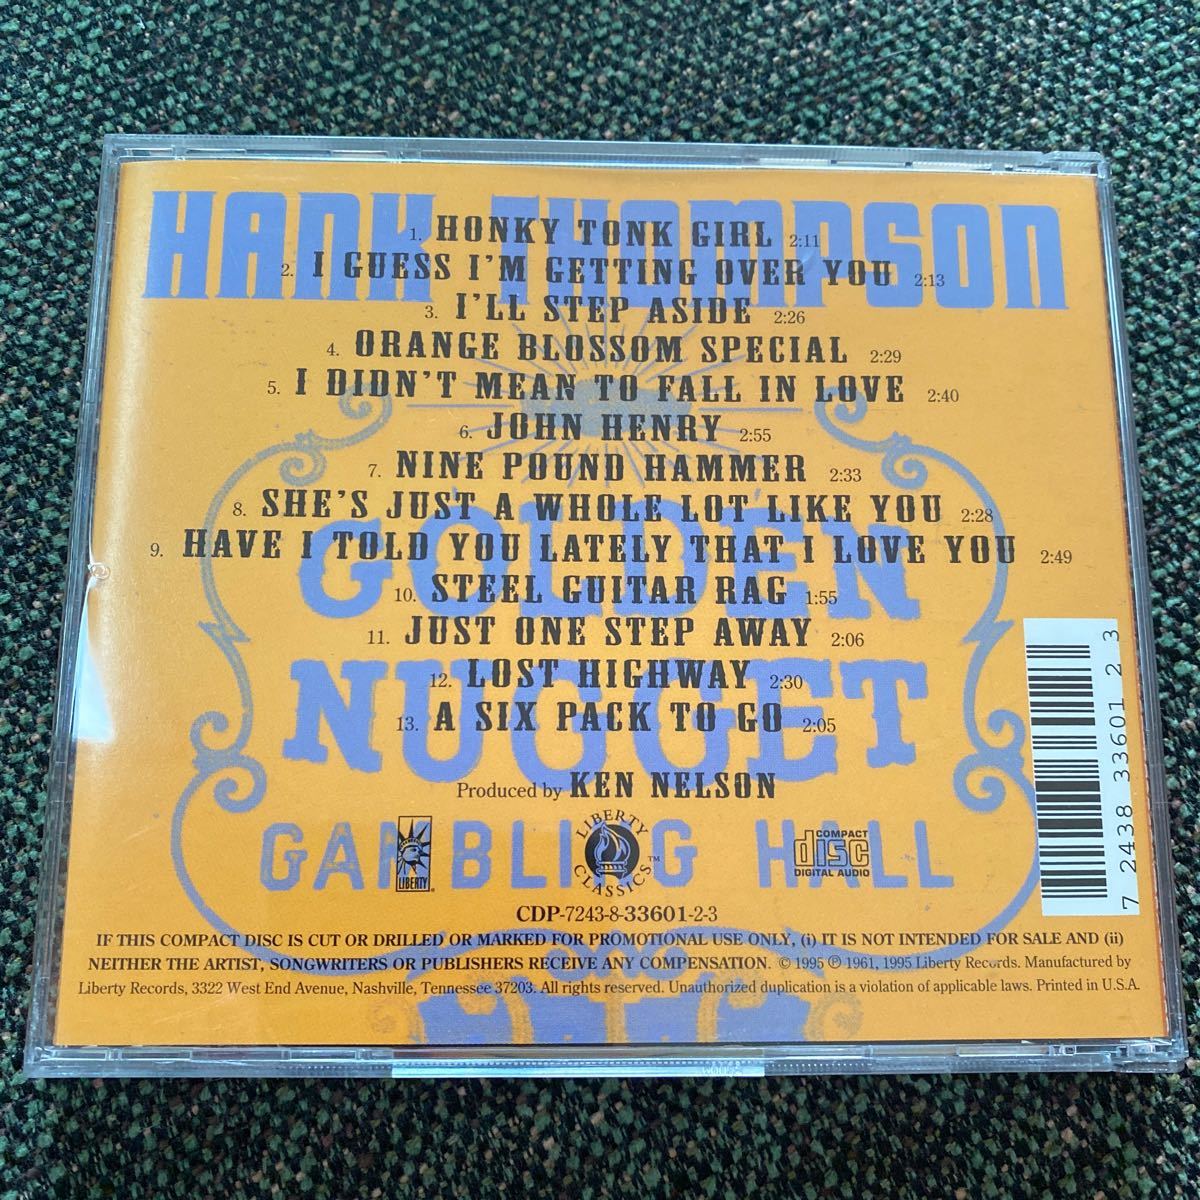 HANK THOMPSON
1. HONKY TONK GIRL 2:11
2. I GUESS I'M GETTING OVER YOU 2:13
3. I'LL STEP ASIDE 2:26
4. ORANGE BLOSSOM SPECIAL 2:29
5. I DIDN'T MEAN TO FALL IN LOVE 2:40
6. JOHN HENRY 2:55
7. NINE POUND HAMMER 2:33
8. SHE'S JUST A WHOLE LOT LIKE YOU 2:28
9. HAVE I TOLD YOU LATELY THAT I LOVE YOU 2:49
GOLDEN
10. STEEL GUITAR RAG 1:55
11. JUST ONE STEP AWAY 2:06
12. LOST HIGHWAY 2:30
NUGGET
13. A SIX PACK TO GO 2:05
Produced by KEN NELSON
GAMBLING HALL
LIBERTY®
LIBERTY CLASSICS™
COMPACT
disc
DIGITAL AUDIO
7 2438 33601 2 3
CDP-7243-8-33601-2-3
IF THIS COMPACT DISC IS CUT OR DRILLED OR MARKED FOR PROMOTIONAL USE ONLY, (i) IT IS NOT INTENDED FOR SALE AND (ii)
NEITHER THE ARTIST, SONGWRITERS OR PUBLISHERS RECEIVE ANY COMPENSATION. © 1995 ℗ 1961, 1995 Liberty Records. Manufactured by
Liberty Records, 3322 West End Avenue, Nashville, Tennessee 37203. All rights reserved. Unauthorized duplication is a violation of applicable laws. Printed in U.S.A.